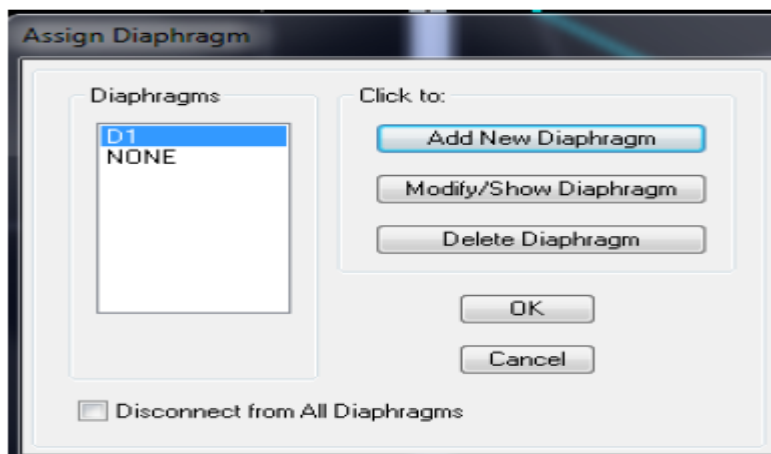 Assign Diaphragm
Diaphragms
D1
NONE
Click to:
Add New Diaphragm
Modify/Show Diaphragm
Delete Diaphragm
OK
Cancel
Disconnect from All Diaphragms